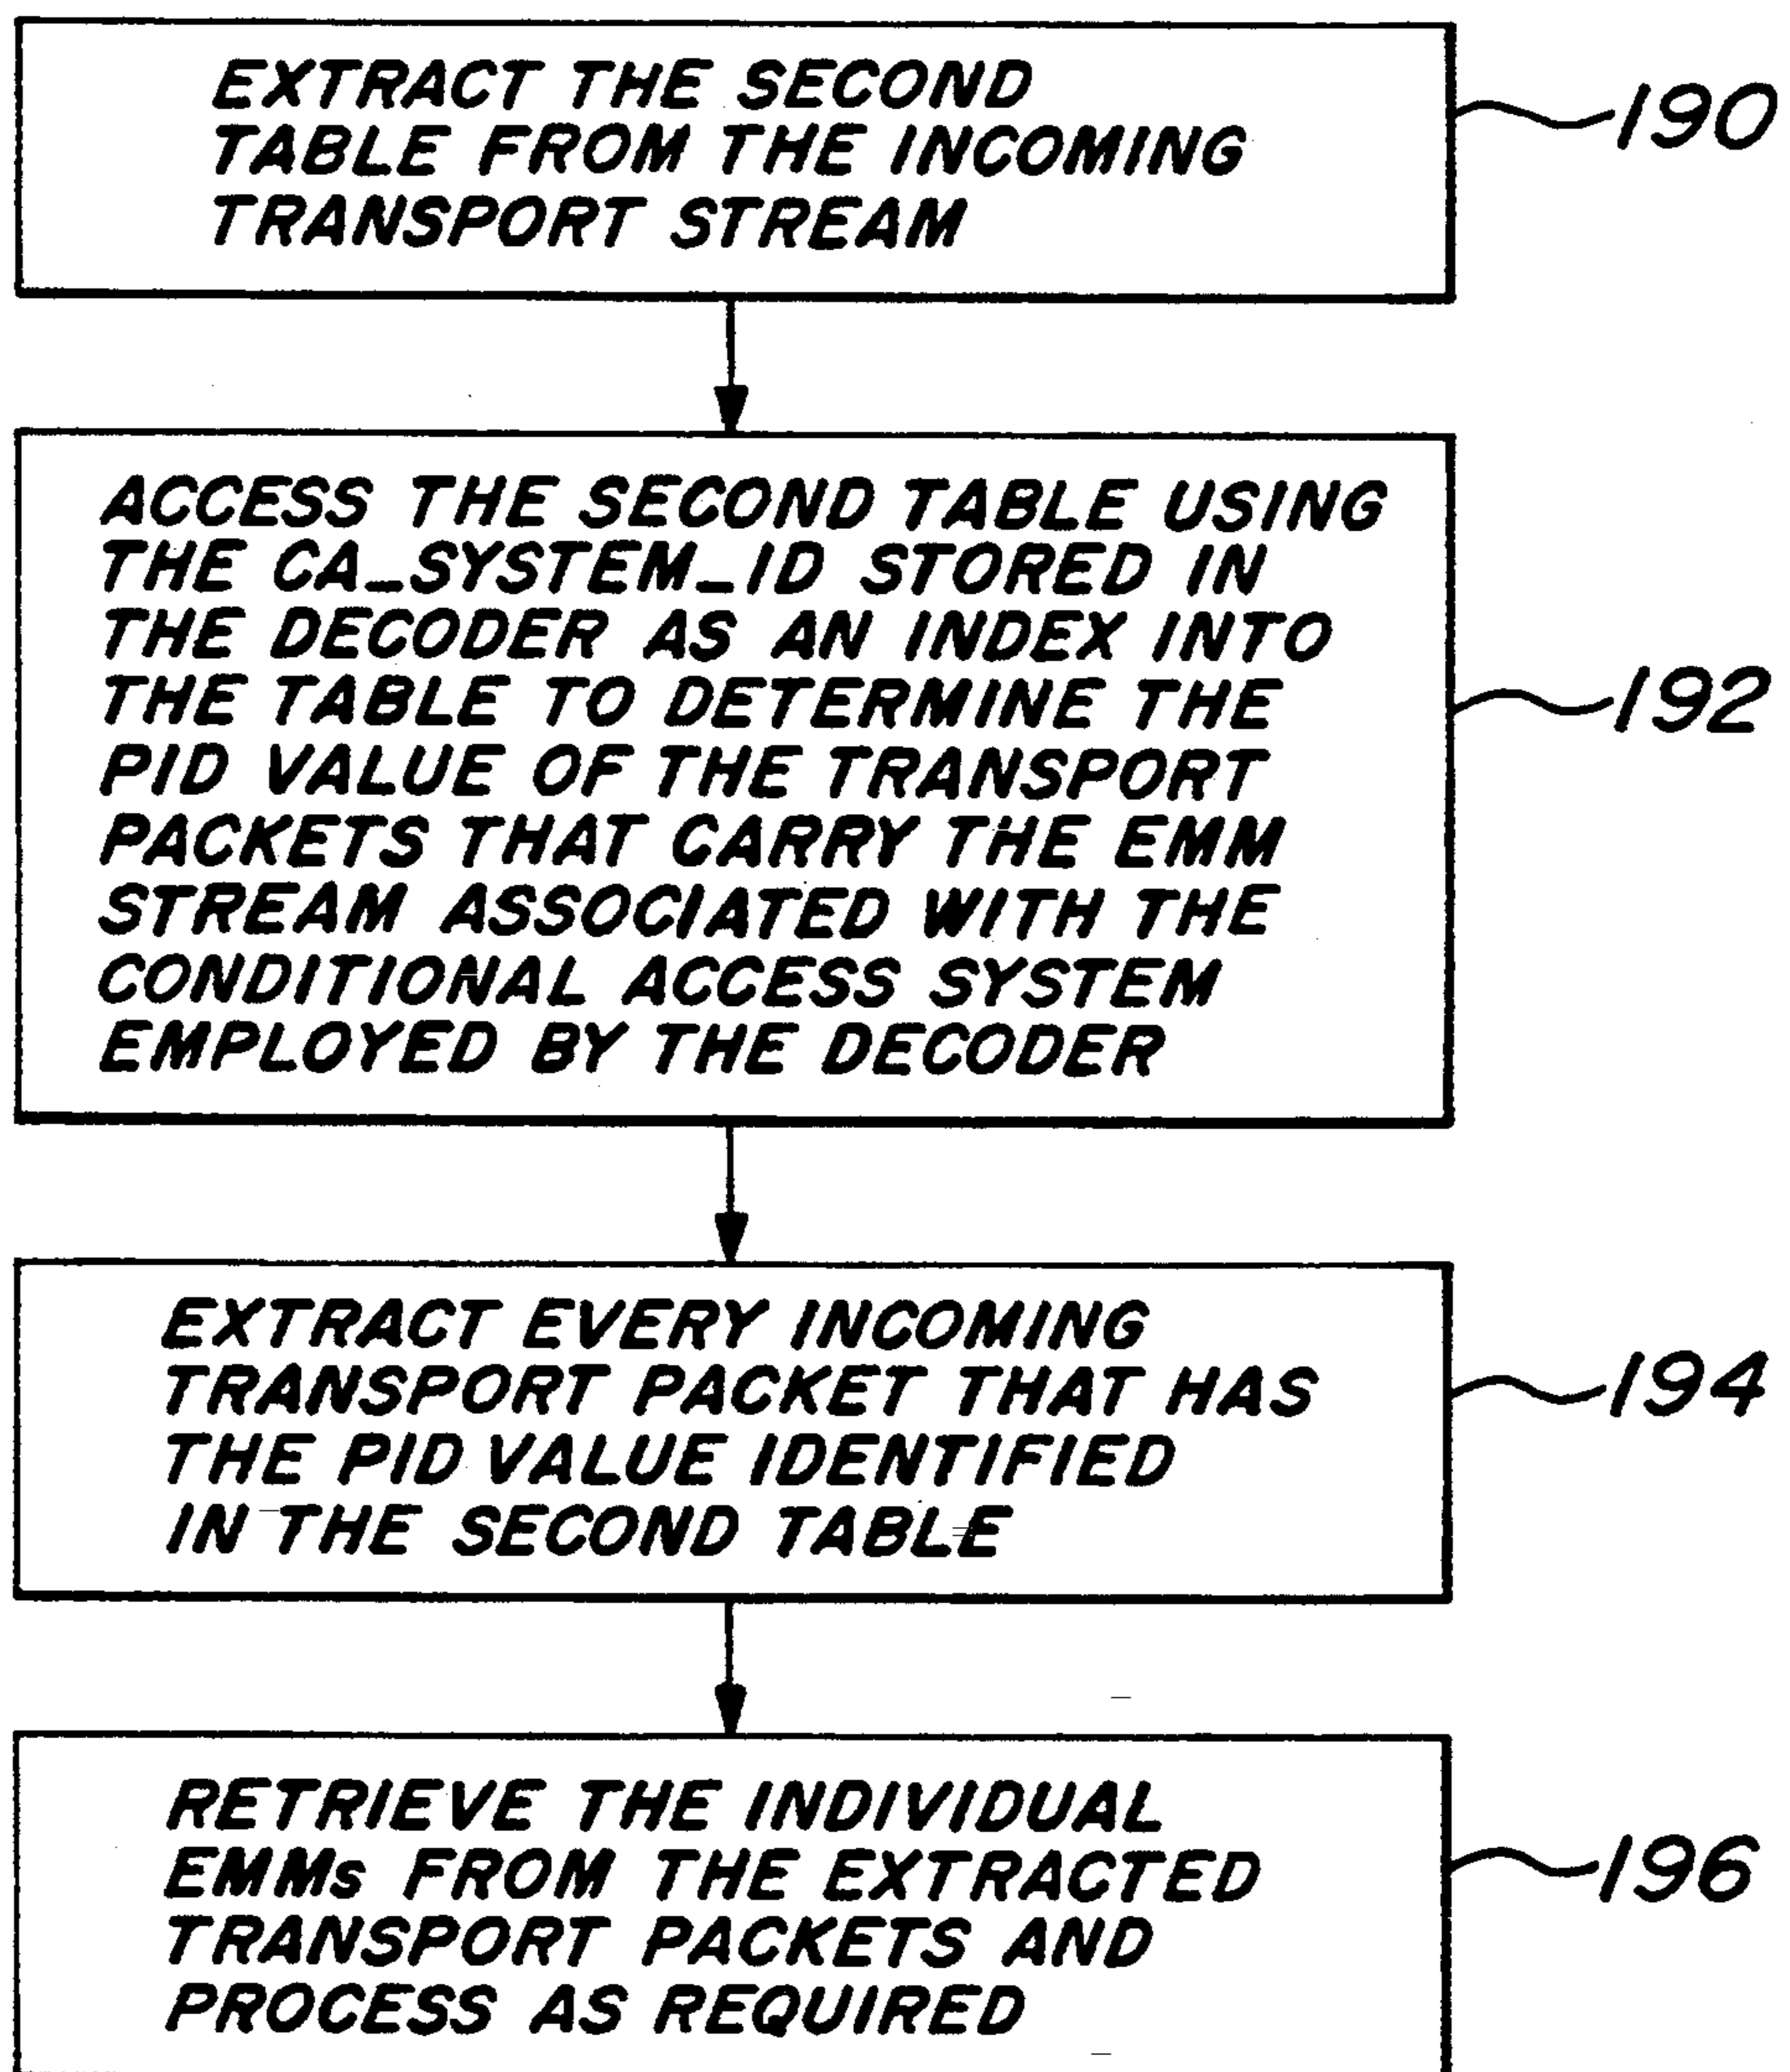 EXTRACT THE SECOND
TABLE FROM THE INCOMING
TRANSPORT STREAM
190
ACCESS THE SECOND TABLE USING
THE CA_SYSTEM_ID STORED IN
THE DECODER AS AN INDEX INTO
THE TABLE TO DETERMINE THE
PID VALUE OF THE TRANSPORT
PACKETS THAT CARRY THE EMM
STREAM ASSOCIATED WITH THE
CONDITIONAL ACCESS SYSTEM
EMPLOYED BY THE DECODER
192
EXTRACT EVERY INCOMING
TRANSPORT PACKET THAT HAS
THE PID VALUE IDENTIFIED
IN THE SECOND TABLE
194
RETRIEVE THE INDIVIDUAL
EMMs FROM THE EXTRACTED
TRANSPORT PACKETS AND
PROCESS AS REQUIRED
196